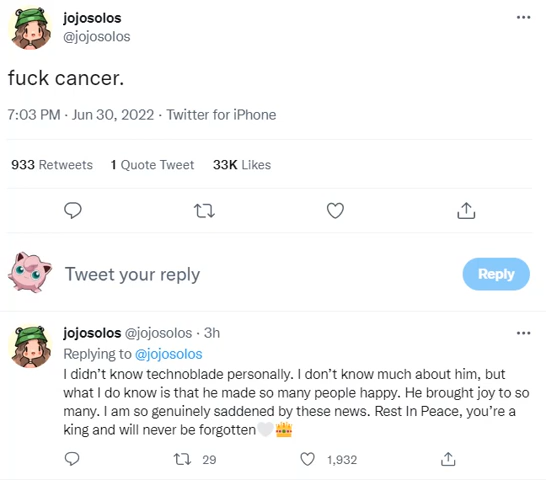 jojosolos
@jojosolos
fuck cancer.
7:03 PM · Jun 30, 2022 · Twitter for iPhone
933 Retweets 1 Quote Tweet 33K Likes
Tweet your reply
Reply
jojosolos @jojosolos · 3h
Replying to @jojosolos
I didn't know technoblade personally. I don't know much about him, but
what I do know is that he made so many people happy. He brought joy to so
many. I am so genuinely saddened by these news. Rest In Peace, you're a
king and will never be forgotten🤍👑
29 1,932